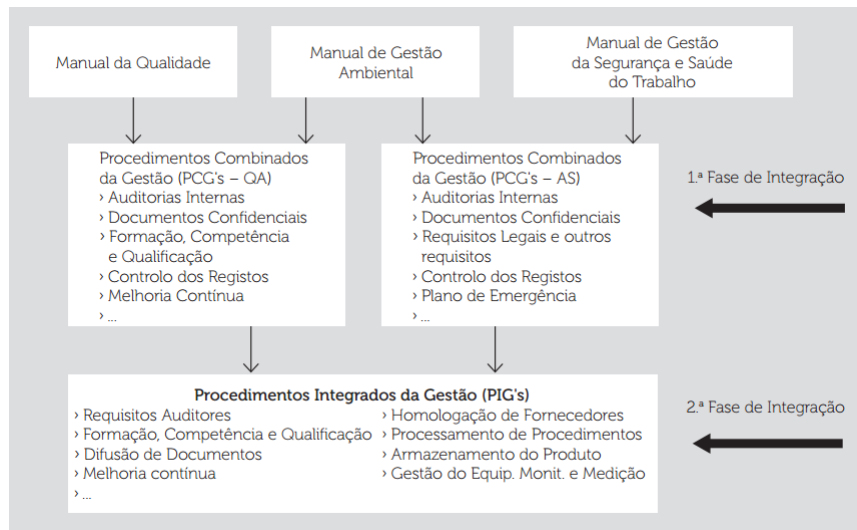 Manual da Qualidade
Manual de Gestão
Ambiental
Manual de Gestão
da Segurança e Saúde
do Trabalho
Procedimentos Combinados
da Gestão (PCG's – QA)
› Auditorias Internas
› Documentos Confidenciais
› Formação, Competência
e Qualificação
› Controlo dos Registos
› Melhoria Contínua
› ...
Procedimentos Combinados
da Gestão (PCG's – AS)
› Auditorias Internas
› Documentos Confidenciais
› Requisitos Legais e outros
requisitos
› Controlo dos Registos
› Plano de Emergência
› ...
1.ª Fase de Integração
Procedimentos Integrados da Gestão (PIG's)
› Requisitos Auditores
› Formação, Competência e Qualificação
› Difusão de Documentos
› Melhoria contínua
› ...
› Homologação de Fornecedores
› Processamento de Procedimentos
› Armazenamento do Produto
› Gestão do Equip. Monit. e Medição
2.ª Fase de Integração